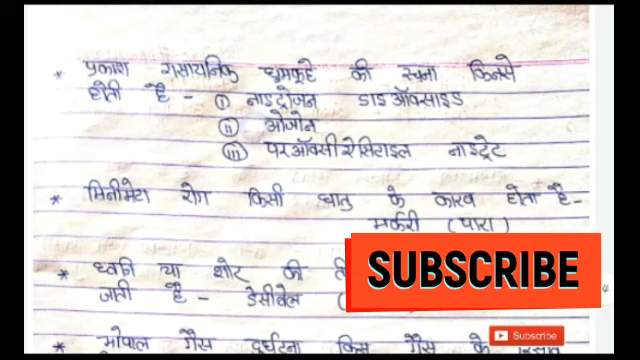 * प्रकाश रासायनिक धुमकुहे की रचना किनसे
होती है - (i) नाइट्रोजन डाइऑक्साइड
(ii) ओजोन
(iii) परऑक्सीऐसिटाइल नाइट्रेट
* मिनीमेटा रोग किसी धातु के कारव होता है-
मर्करी (पारा)
* ध्वनी या शोर की
SUBSCRIBE
जाती है - डेसीबेल (
Subscribe
* भोपाल गैस दुर्घटना किस गैस के